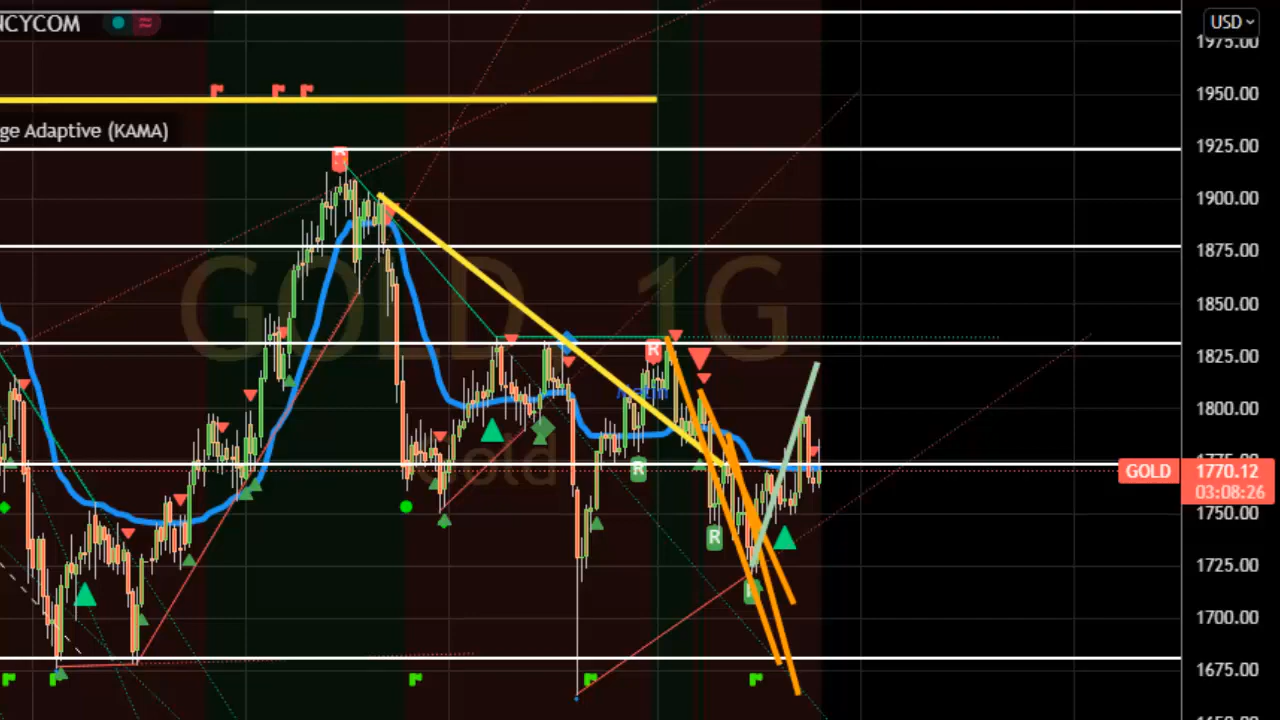 NCYCOM
USD
1975.00
1950.00
ge Adaptive (KAMA)
1925.00
1900.00
1875.00
GOLD 1G
1850.00
1825.00
R
1800.00
Gold
R
GOLD 1770.12
03:08:26
1750.00
R
1725.00
1700.00
1675.00